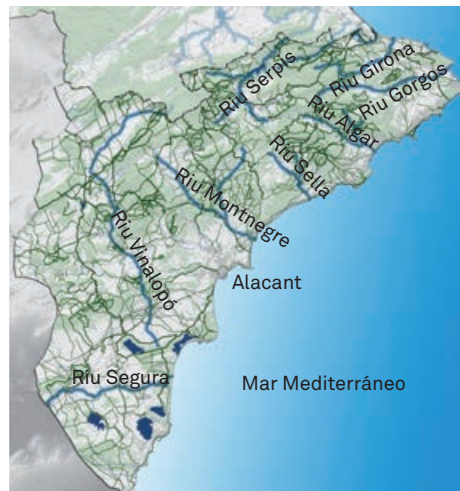 Riu Serpis
Riu Girona
Riu Gorgos
Riu Algar
Riu Sella
Riu Montnegre
Riu Vinalopó
Alacant
Riu Segura
Mar Mediterráneo